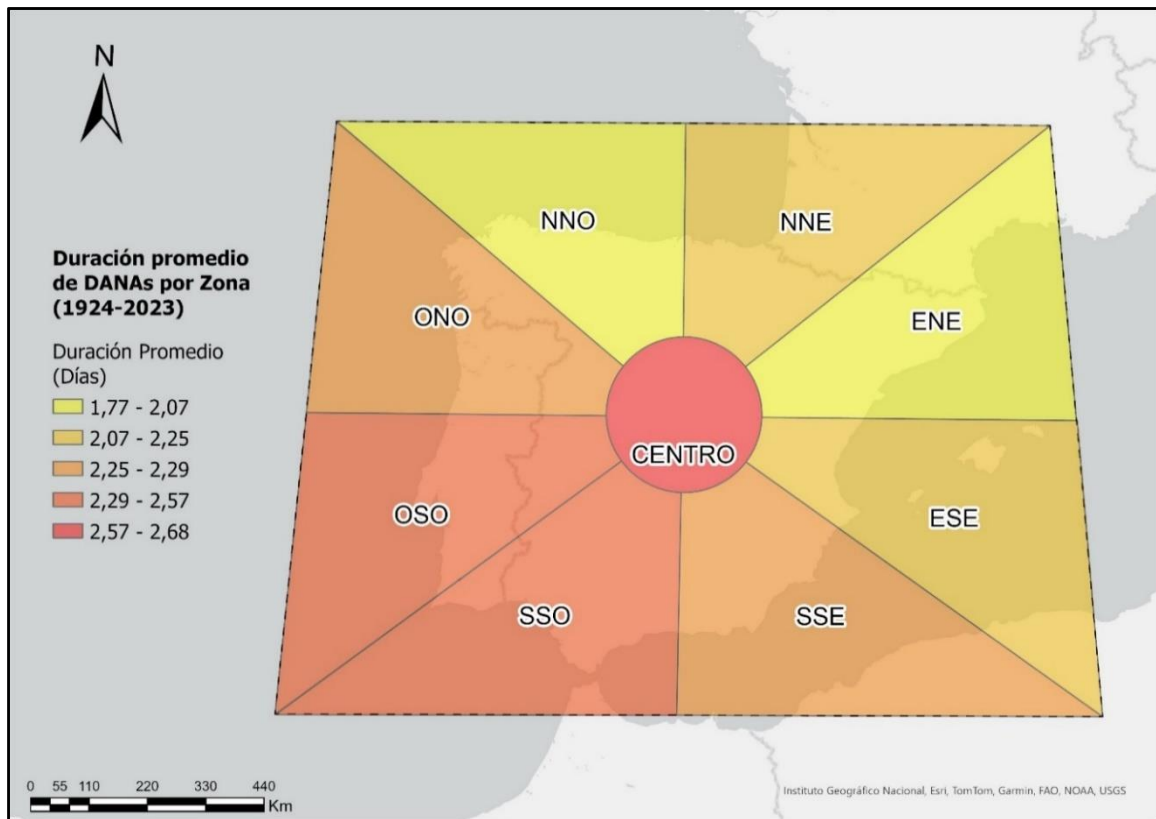 N
NNO
NNE
ONO
ENE
Duración promedio
de DANAs por Zona
(1924-2023)
Duración Promedio
(Días)
1,77 - 2,07
2,07 - 2,25
2,25 - 2,29
2,29 - 2,57
2,57 - 2,68
CENTRO
OSO
ESE
SSO
SSE
0 55 110 220 330 440
Km
Instituto Geográfico Nacional, Esri, TomTom, Garmin, FAO, NOAA, USGS